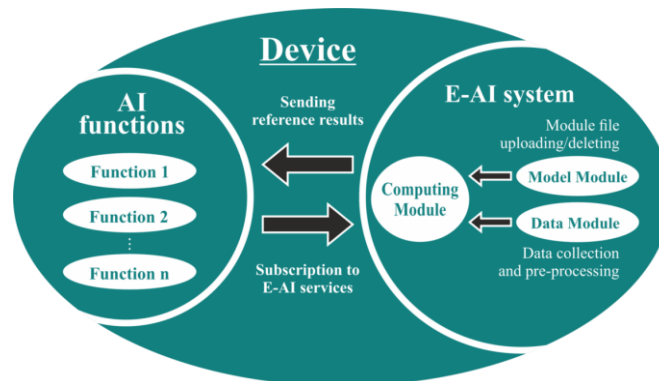 Device
AI
functions
Function 1
Function 2
⋮
Function n
Sending
reference results
Subscription to
E-AI services
E-AI system
Module file
uploading/deleting
Computing
Module
Model Module
Data Module
Data collection
and pre-processing